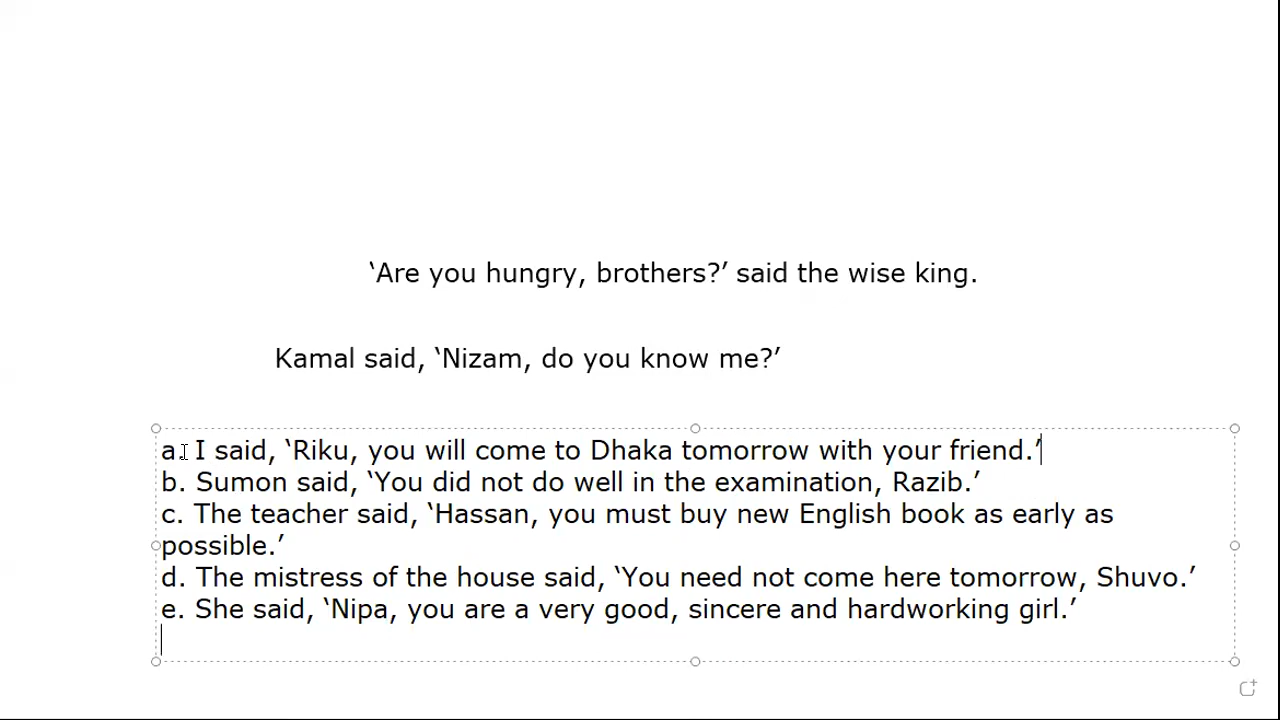 ‘Are you hungry, brothers?’ said the wise king.
Kamal said, ‘Nizam, do you know me?’
a. I said, ‘Riku, you will come to Dhaka tomorrow with your friend.’
b. Sumon said, ‘You did not do well in the examination, Razib.’
c. The teacher said, ‘Hassan, you must buy new English book as early as
possible.’
d. The mistress of the house said, ‘You need not come here tomorrow, Shuvo.’
e. She said, ‘Nipa, you are a very good, sincere and hardworking girl.’